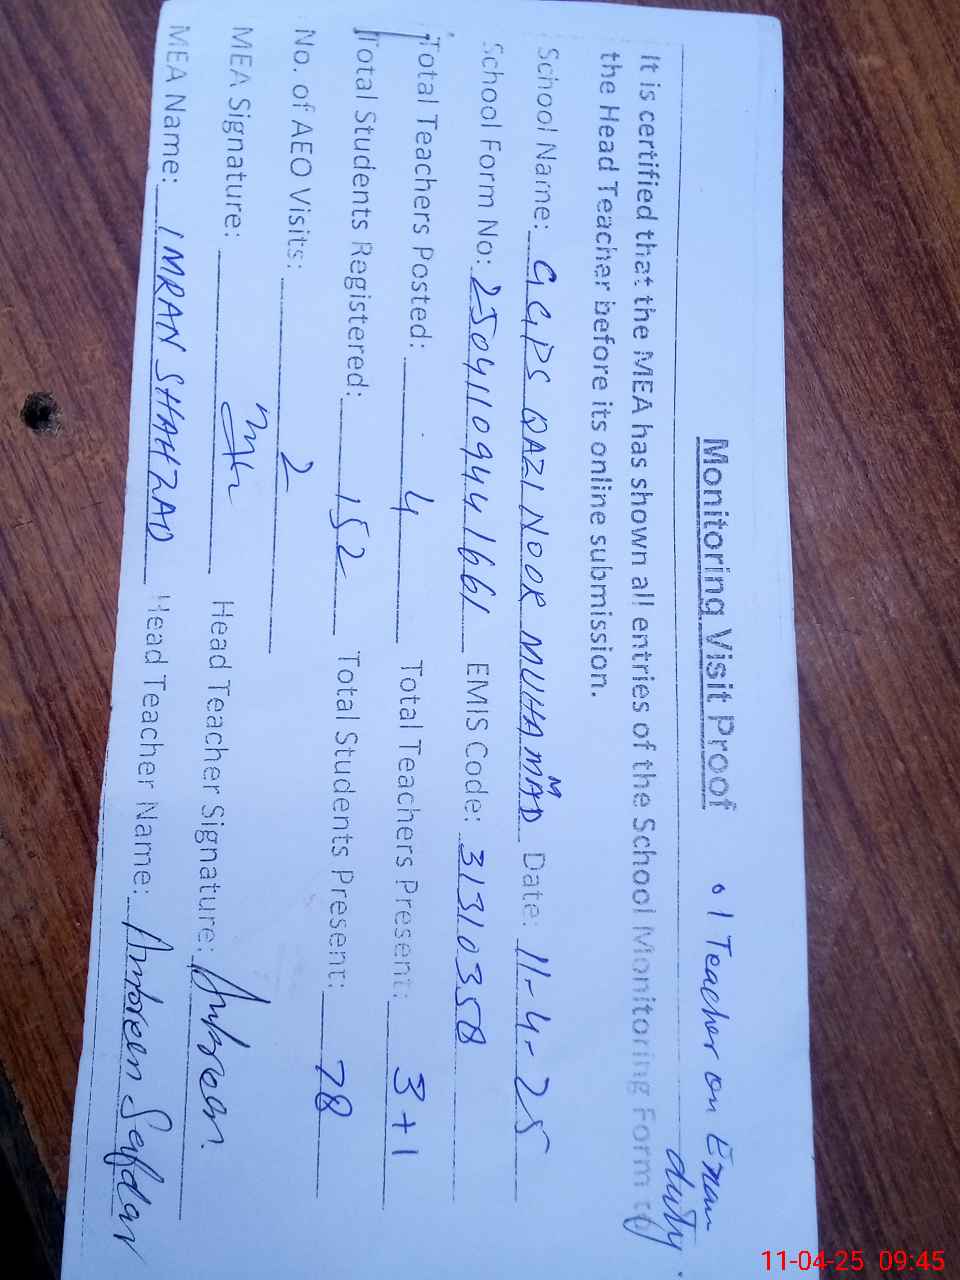 Monitoring Visit Proof • 1 Teacher on Exam duty
It is certified that the MEA has shown all entries of the School Monitoring Form to
the Head Teacher before its online submission.
School Name: GGPS QAZI NOOR MUHAMMAD Date: 11-4-25
School Form No: 250411094441661 EMIS Code: 31310358
Total Teachers Posted: 4 Total Teachers Present: 3+1
Total Students Registered: 152 Total Students Present: 78
No. of AEO Visits: 2
MEA Signature: Head Teacher Signature: Ambreen.
MEA Name: IMRAN SHAHZAD Head Teacher Name: Ambreen Safdar
11-04-25 09:45